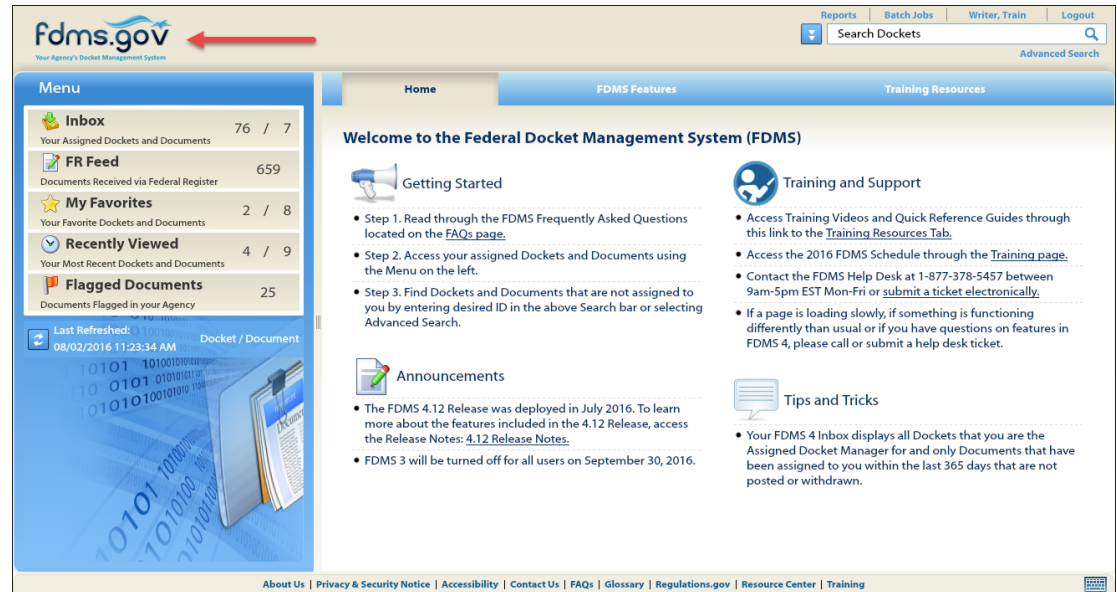 fdms.gov
Your Agency's Docket Management System
Reports | Batch Jobs | Writer, Train | Logout
Search Dockets
Advanced Search
Menu
Inbox
Your Assigned Dockets and Documents
76 / 7
FR Feed
Documents Received via Federal Register
659
My Favorites
Your Favorite Dockets and Documents
2 / 8
Recently Viewed
Your Most Recent Dockets and Documents
4 / 9
Flagged Documents
Documents Flagged in your Agency
25
Last Refreshed:
08/02/2016 11:23:34 AM
Docket / Document
Home
FDMS Features
Training Resources
Welcome to the Federal Docket Management System (FDMS)
Getting Started
• Step 1. Read through the FDMS Frequently Asked Questions
located on the FAQs page.
• Step 2. Access your assigned Dockets and Documents using
the Menu on the left.
• Step 3. Find Dockets and Documents that are not assigned to
you by entering desired ID in the above Search bar or selecting
Advanced Search.
Announcements
• The FDMS 4.12 Release was deployed in July 2016. To learn
more about the features included in the 4.12 Release, access
the Release Notes: 4.12 Release Notes.
• FDMS 3 will be turned off for all users on September 30, 2016.
Training and Support
• Access Training Videos and Quick Reference Guides through
this link to the Training Resources Tab.
• Access the 2016 FDMS Schedule through the Training page.
• Contact the FDMS Help Desk at 1-877-378-5457 between
9am-5pm EST Mon-Fri or submit a ticket electronically.
• If a page is loading slowly, if something is functioning
differently than usual or if you have questions on features in
FDMS 4, please call or submit a help desk ticket.
Tips and Tricks
• Your FDMS 4 Inbox displays all Dockets that you are the
Assigned Docket Manager for and only Documents that have
been assigned to you within the last 365 days that are not
posted or withdrawn.
About Us | Privacy & Security Notice | Accessibility | Contact Us | FAQs | Glossary | Regulations.gov | Resource Center | Training